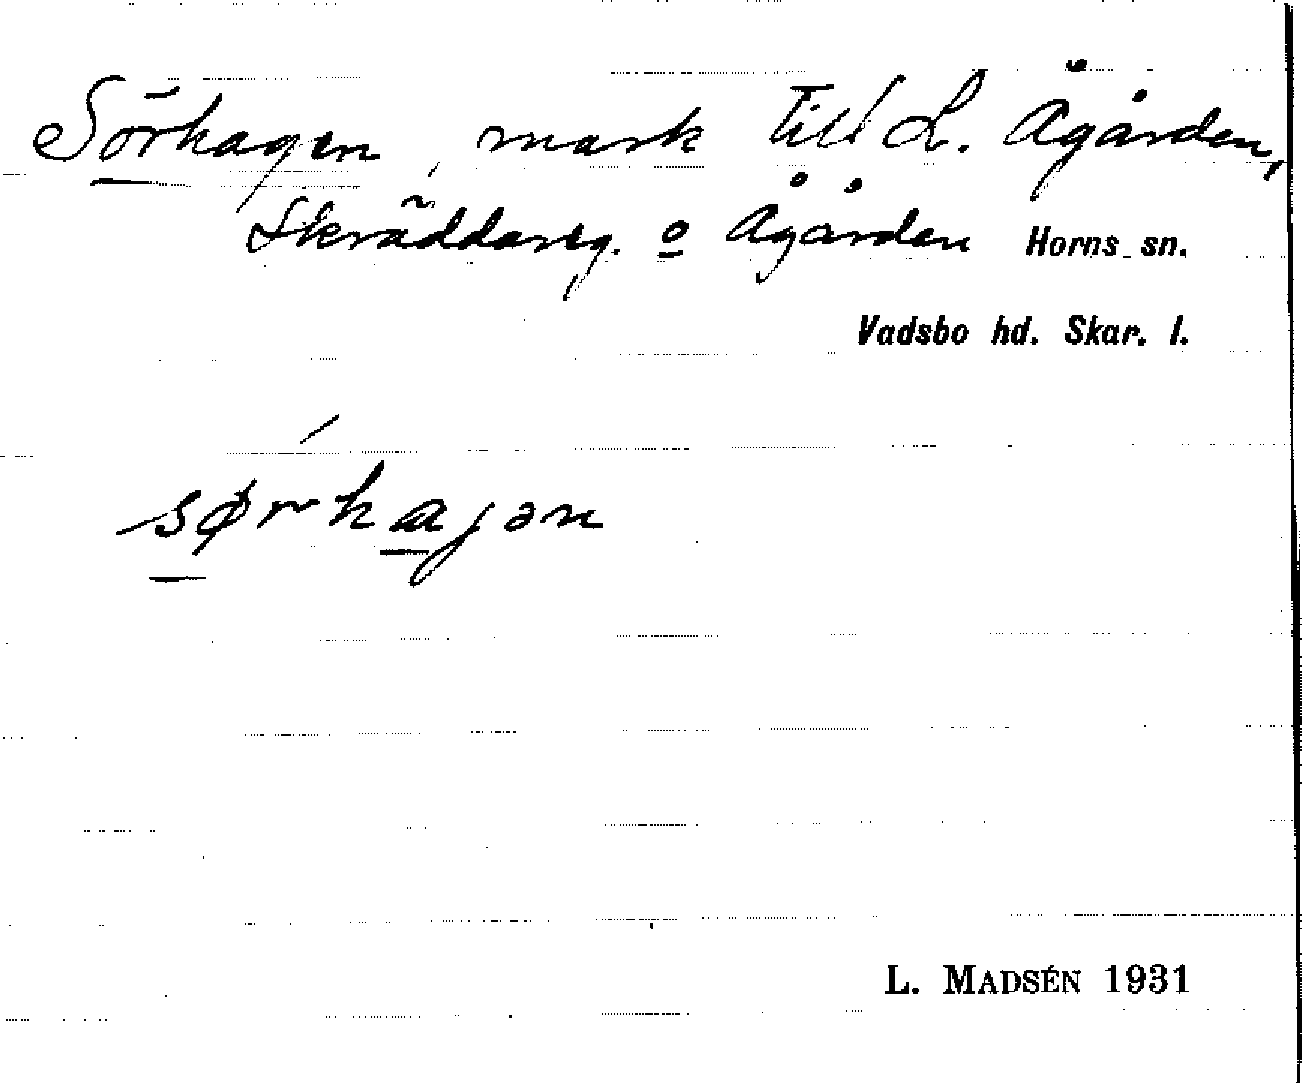 Sörhagen, mark till L. Ågården,
Skräddareg. o Ågården Horns sn.
Vadsbo hd. Skar. l.
sørhajən
L. MADSÉN 1931